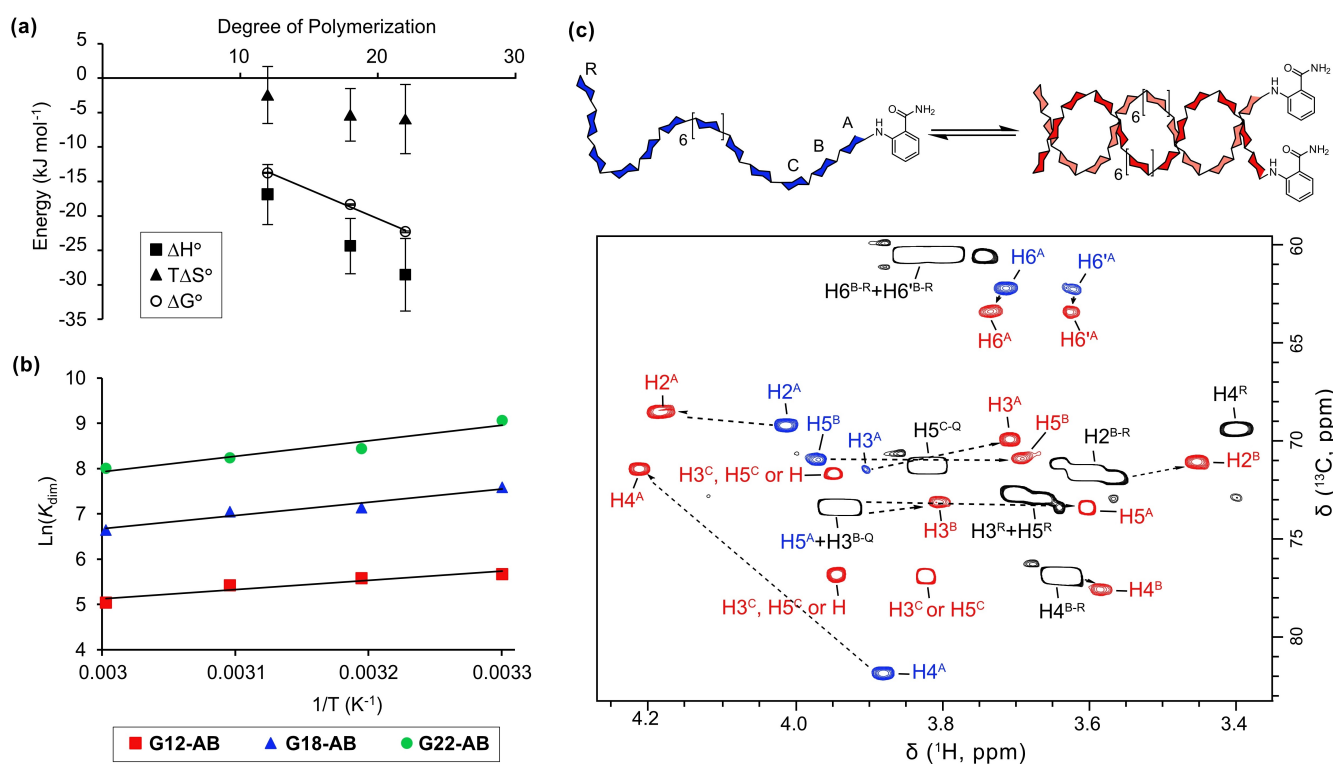 (a)
Degree of Polymerization
10 20 30
5
0
-5
-10
-15
-20
-25
-30
-35
Energy (kJ mol⁻¹)
ΔH°
TΔS°
ΔG°
(b)
10
9
8
7
6
5
4
Ln(K_dim)
0.003 0.0031 0.0032 0.0033
1/T (K⁻¹)
G12-AB G18-AB G22-AB
(c)
R
6
C
B
A
H
N
O
NH₂
6
6
H
N
O
NH₂
H
N
O
NH₂
H6ᴮ⁻ᴿ+H6'ᴮ⁻ᴿ
H6ᴬ
H6'ᴬ
H6ᴬ
H6'ᴬ
H2ᴬ
H2ᴬ
H5ᴮ
H3ᴬ
H5ᶜ⁻Q
H3ᴬ
H5ᴮ
H2ᴮ⁻ᴿ
H4ᴿ
H4ᴬ
H3ᶜ, H5ᶜ or H
H2ᴮ
H5ᴬ+H3ᴮ⁻Q
H3ᴮ
H3ᴿ+H5ᴿ
H5ᴬ
H3ᶜ, H5ᶜ or H
H3ᶜ or H5ᶜ
H4ᴮ⁻ᴿ
H4ᴮ
H4ᴬ
60
65
70
75
80
δ (¹³C, ppm)
4.2 4.0 3.8 3.6 3.4
δ (¹H, ppm)